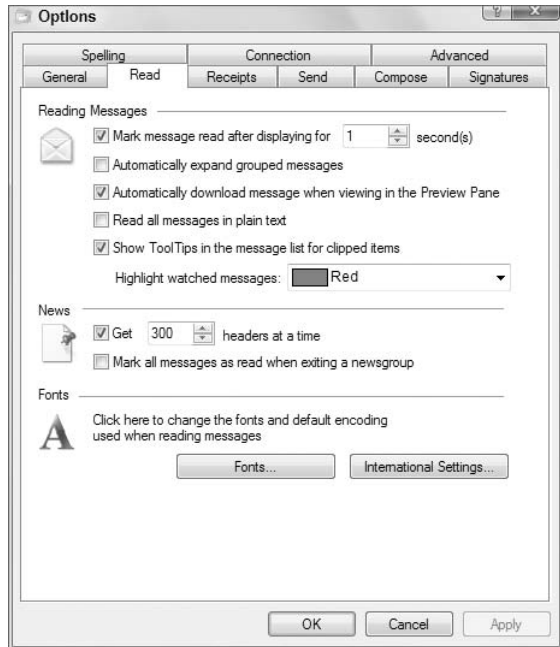 Options
Spelling Connection Advanced
General Read Receipts Send Compose Signatures
Reading Messages
Mark message read after displaying for 1 second(s)
Automatically expand grouped messages
Automatically download message when viewing in the Preview Pane
Read all messages in plain text
Show ToolTips in the message list for clipped items
Highlight watched messages: Red
News
Get 300 headers at a time
Mark all messages as read when exiting a newsgroup
Fonts
A Click here to change the fonts and default encoding
used when reading messages
Fonts... International Settings...
OK Cancel Apply